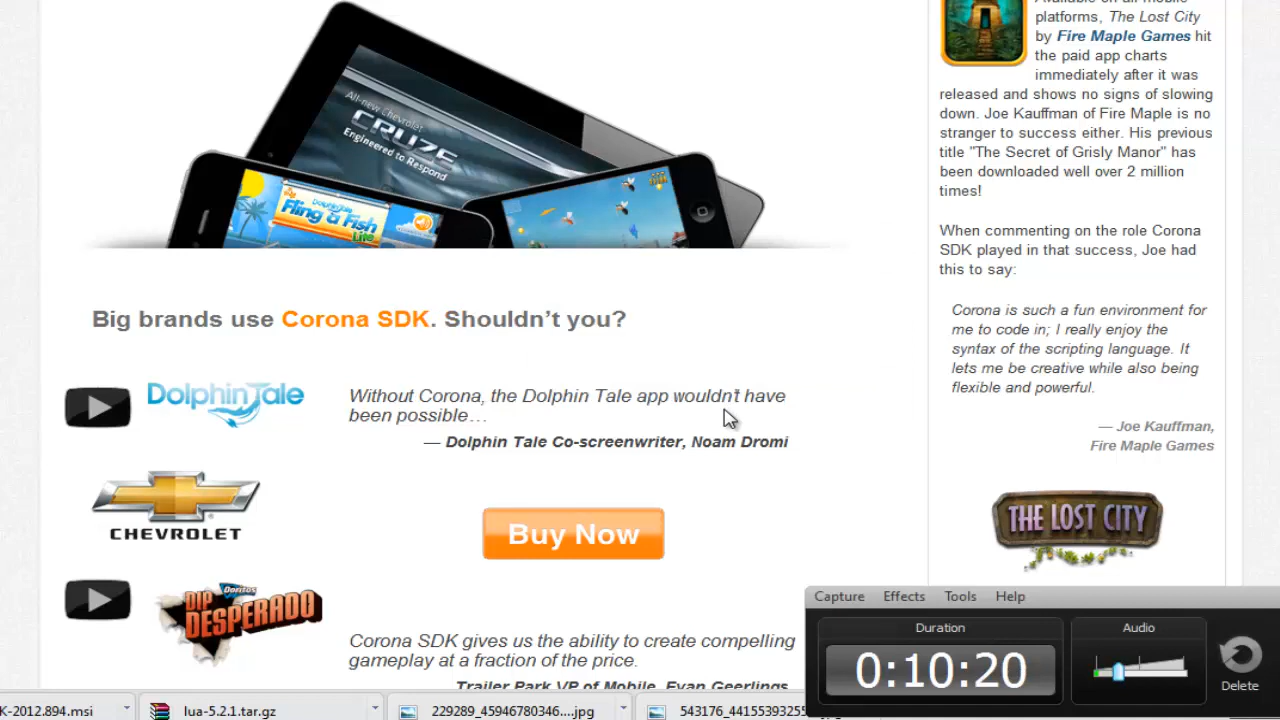 All-new Chevrolet
CRUZE
Engineered to Respond
DOLPHIN TALE
Fling a Fish
Lite
Big brands use Corona SDK. Shouldn't you?
DOLPHIN TALE
Without Corona, the Dolphin Tale app wouldn't have
been possible…
— Dolphin Tale Co-screenwriter, Noam Dromi
CHEVROLET
Buy Now
Doritos
DIP
DESPERADO
Corona SDK gives us the ability to create compelling
gameplay at a fraction of the price.
Trailer Park VP of Mobile, Evan Geerlings
Available on all mobile
platforms, The Lost City
by Fire Maple Games hit
the paid app charts
immediately after it was
released and shows no signs of slowing
down. Joe Kauffman of Fire Maple is no
stranger to success either. His previous
title "The Secret of Grisly Manor" has
been downloaded well over 2 million
times!
When commenting on the role Corona
SDK played in that success, Joe had
this to say:
Corona is such a fun environment for
me to code in; I really enjoy the
syntax of the scripting language. It
lets me be creative while also being
flexible and powerful.
— Joe Kauffman,
Fire Maple Games
THE LOST CITY
Capture Effects Tools Help
Duration Audio
0:10:20
Delete
K-2012.894.msi lua-5.2.1.tar.gz 229289_45946780346....jpg 543176_4415539325